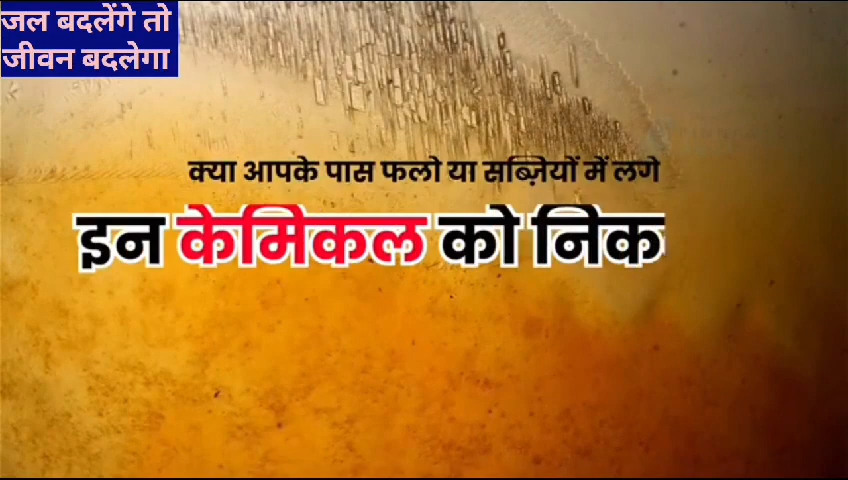 जल बदलेंगे तो
जीवन बदलेगा
क्या आपके पास फलो या सब्ज़ियों में लगे
इन केमिकल को निक